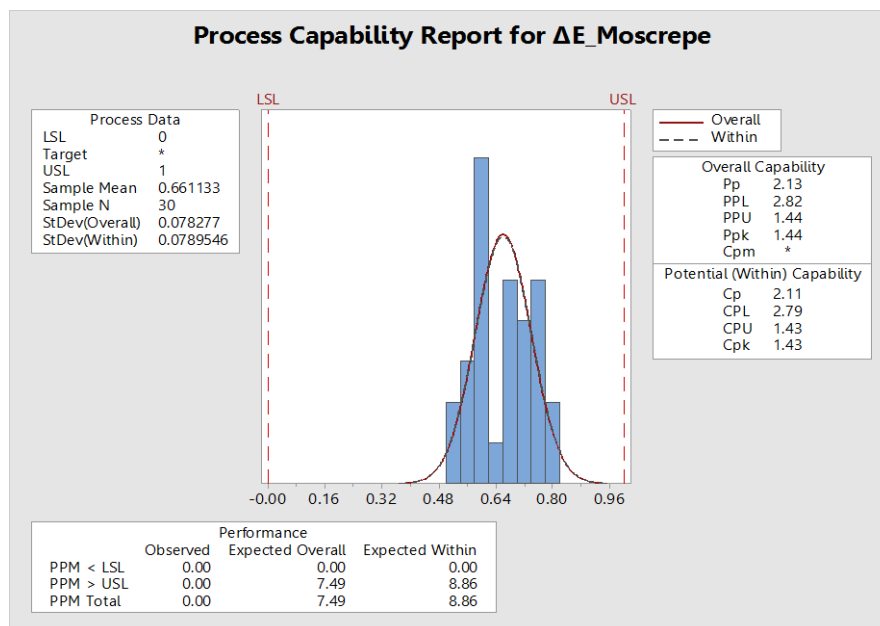 Process Capability Report for ΔE_Moscrepe
LSL USL
Process Data
LSL 0
Target *
USL 1
Sample Mean 0.661133
Sample N 30
StDev(Overall) 0.078277
StDev(Within) 0.0789546
Overall
Within
Overall Capability
Pp 2.13
PPL 2.82
PPU 1.44
Ppk 1.44
Cpm *
Potential (Within) Capability
Cp 2.11
CPL 2.79
CPU 1.43
Cpk 1.43
-0.00 0.16 0.32 0.48 0.64 0.80 0.96
Performance
Observed Expected Overall Expected Within
PPM < LSL 0.00 0.00 0.00
PPM > USL 0.00 7.49 8.86
PPM Total 0.00 7.49 8.86